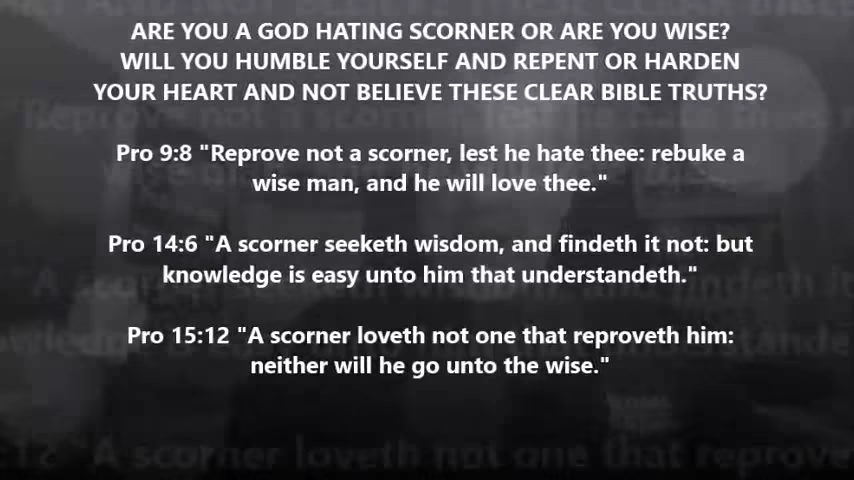 ARE YOU A GOD HATING SCORNER OR ARE YOU WISE?
WILL YOU HUMBLE YOURSELF AND REPENT OR HARDEN
YOUR HEART AND NOT BELIEVE THESE CLEAR BIBLE TRUTHS?
Pro 9:8 "Reprove not a scorner, lest he hate thee: rebuke a
wise man, and he will love thee."
Pro 14:6 "A scorner seeketh wisdom, and findeth it not: but
knowledge is easy unto him that understandeth."
Pro 15:12 "A scorner loveth not one that reproveth him:
neither will he go unto the wise."